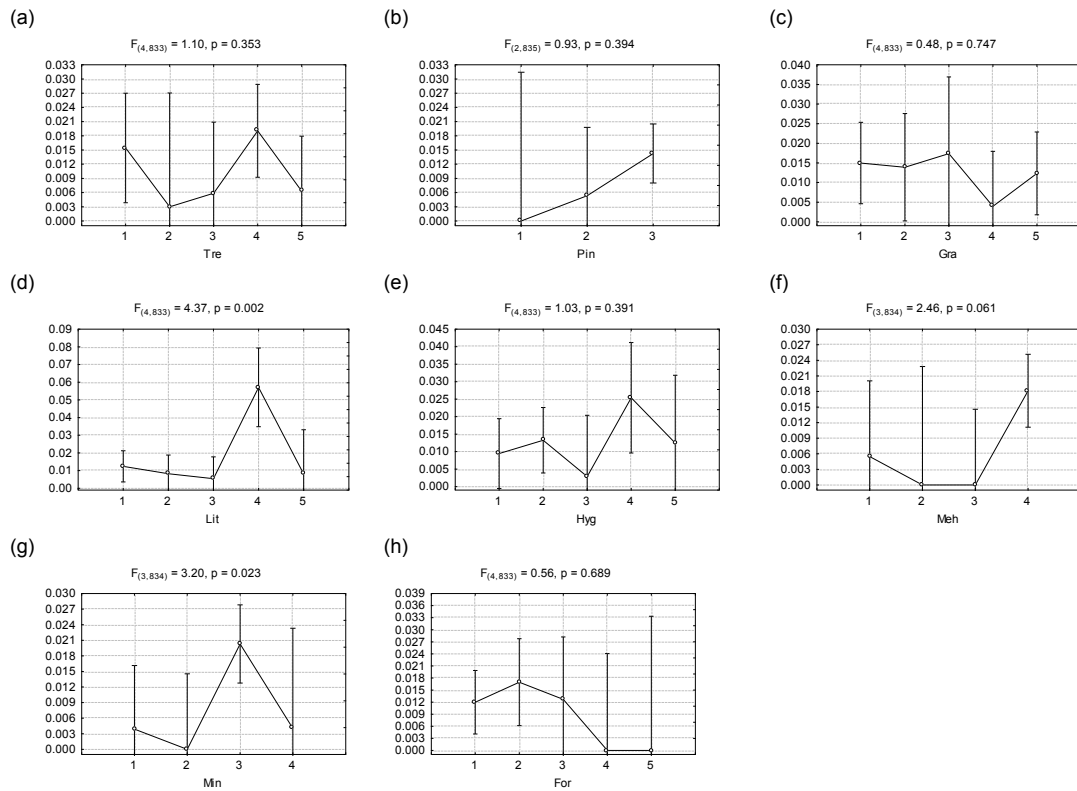 (a)
F(4,833) = 1.10, p = 0.353
0.033
0.030
0.027
0.024
0.021
0.018
0.015
0.012
0.009
0.006
0.003
0.000
1 2 3 4 5
Tre
(b)
F(2,835) = 0.93, p = 0.394
0.033
0.030
0.027
0.024
0.021
0.018
0.015
0.012
0.009
0.006
0.003
0.000
1 2 3
Pin
(c)
F(4,833) = 0.48, p = 0.747
0.040
0.035
0.030
0.025
0.020
0.015
0.010
0.005
0.000
1 2 3 4 5
Gra
(d)
F(4,833) = 4.37, p = 0.002
0.09
0.08
0.07
0.06
0.05
0.04
0.03
0.02
0.01
0.00
1 2 3 4 5
Lit
(e)
F(4,833) = 1.03, p = 0.391
0.045
0.040
0.035
0.030
0.025
0.020
0.015
0.010
0.005
0.000
1 2 3 4 5
Hyg
(f)
F(3,834) = 2.46, p = 0.061
0.030
0.027
0.024
0.021
0.018
0.015
0.012
0.009
0.006
0.003
0.000
1 2 3 4
Meh
(g)
F(3,834) = 3.20, p = 0.023
0.030
0.027
0.024
0.021
0.018
0.015
0.012
0.009
0.006
0.003
0.000
1 2 3 4
Min
(h)
F(4,833) = 0.56, p = 0.689
0.039
0.036
0.033
0.030
0.027
0.024
0.021
0.018
0.015
0.012
0.009
0.006
0.003
0.000
1 2 3 4 5
For